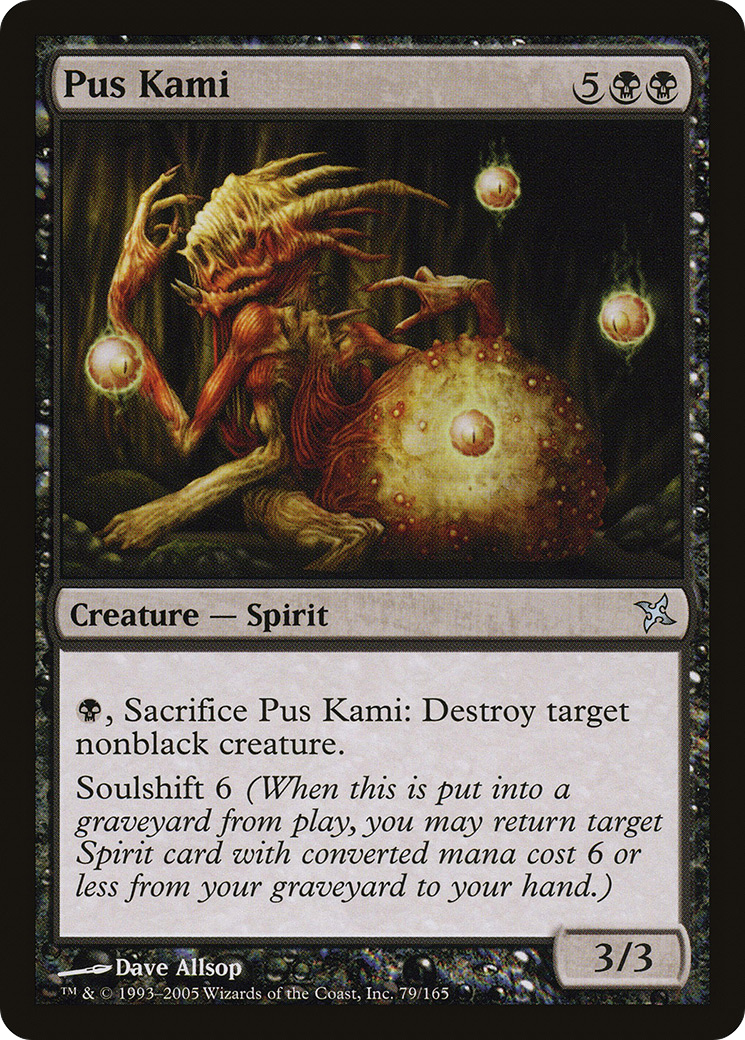 Pus Kami 5
Creature — Spirit
, Sacrifice Pus Kami: Destroy target
nonblack creature.
Soulshift 6 (When this is put into a
graveyard from play, you may return target
Spirit card with converted mana cost 6 or
less from your graveyard to your hand.)
3/3
Dave Allsop
™ & © 1993–2005 Wizards of the Coast, Inc. 79/165